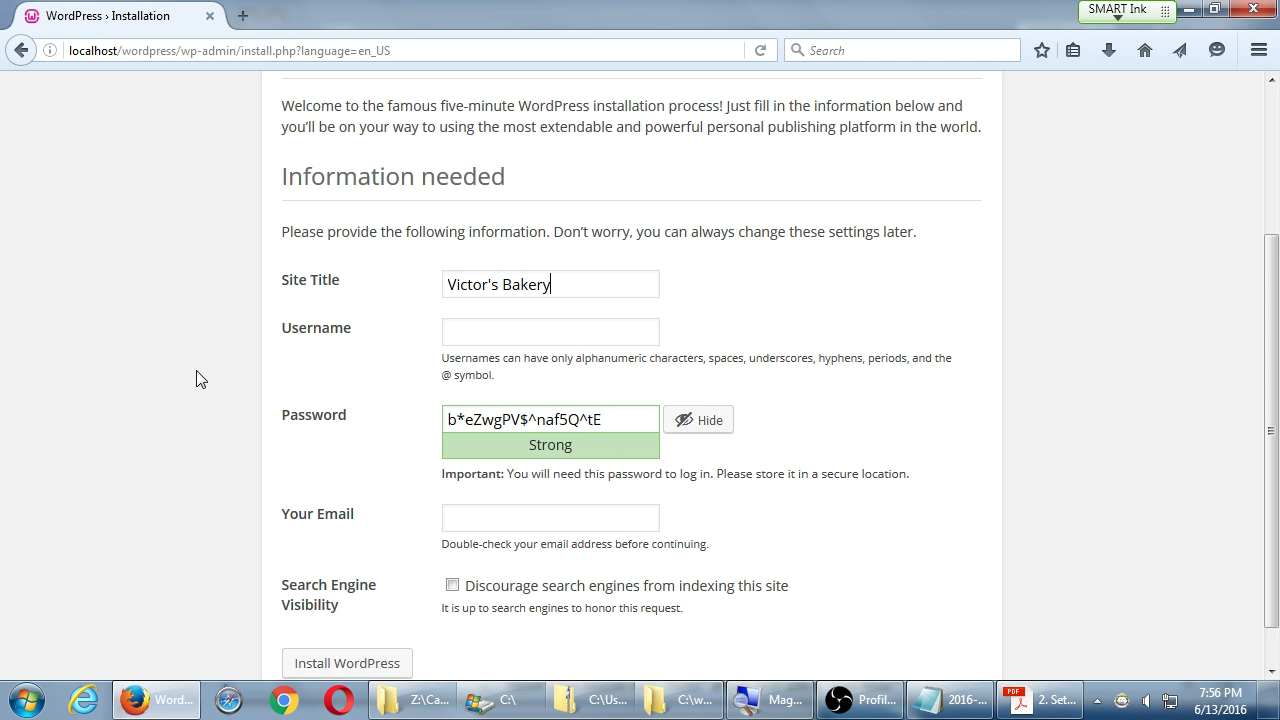 WordPress › Installation
SMART Ink
localhost/wordpress/wp-admin/install.php?language=en_US
Search
Welcome to the famous five-minute WordPress installation process! Just fill in the information below and
you’ll be on your way to using the most extendable and powerful personal publishing platform in the world.
Information needed
Please provide the following information. Don’t worry, you can always change these settings later.
Site Title
Victor's Bakery
Username
Usernames can have only alphanumeric characters, spaces, underscores, hyphens, periods, and the
@ symbol.
Password
b*eZwgPV$^naf5Q^tE
Hide
Strong
Important: You will need this password to log in. Please store it in a secure location.
Your Email
Double-check your email address before continuing.
Search Engine
Visibility
Discourage search engines from indexing this site
It is up to search engines to honor this request.
Install WordPress
Word...
Z:\Ca...
C:\
C:\Us...
C:\w...
Mag...
Profil...
2016-...
PDF
2. Set...
7:56 PM
6/13/2016